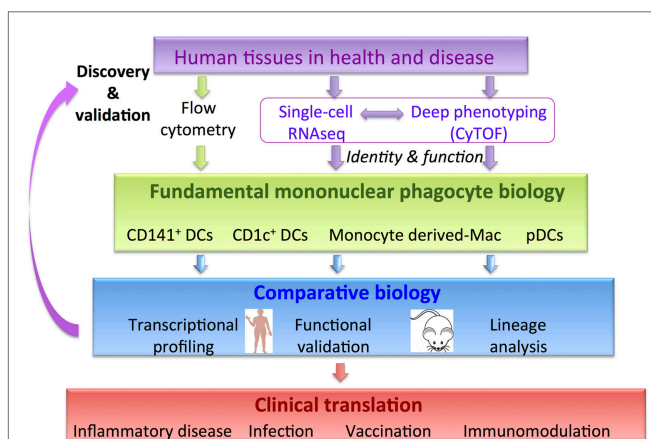 Human tissues in health and disease
Discovery
&
validation
Flow
cytometry
Single-cell
RNAseq
Deep phenotyping
(CyTOF)
Identity & function
Fundamental mononuclear phagocyte biology
CD141⁺ DCs CD1c⁺ DCs Monocyte derived-Mac pDCs
Comparative biology
Transcriptional
profiling
Functional
validation
Lineage
analysis
Clinical translation
Inflammatory disease Infection Vaccination Immunomodulation